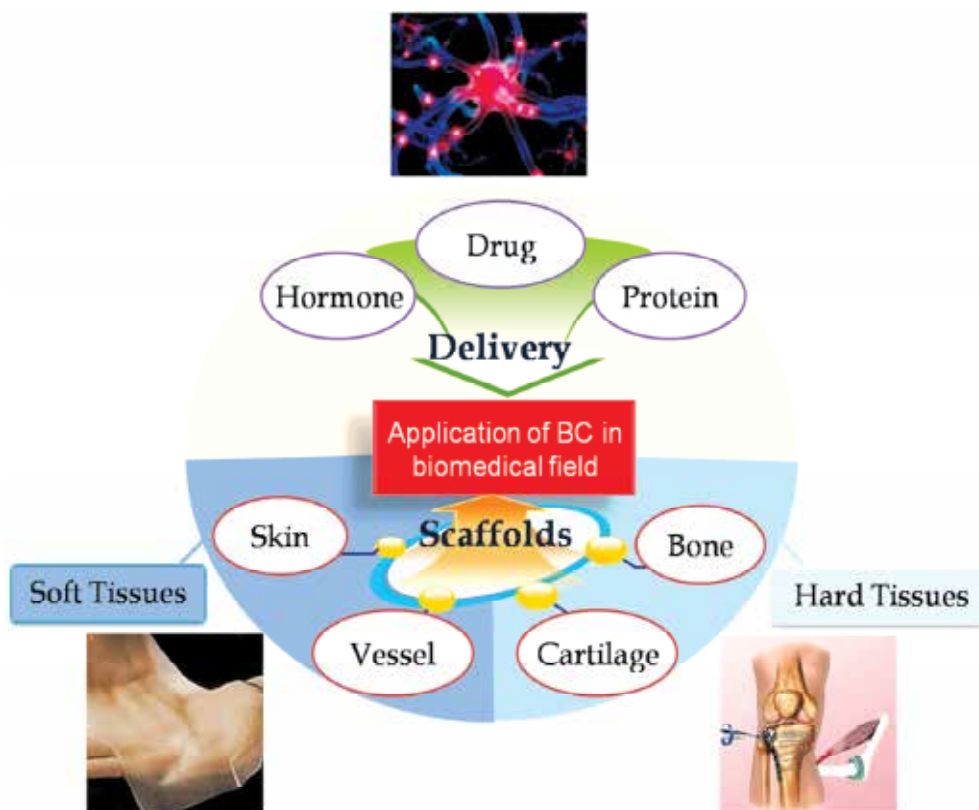 Drug
Hormone
Protein
Delivery
Application of BC in
biomedical field
Scaffolds
Skin
Bone
Soft Tissues
Hard Tissues
Vessel
Cartilage